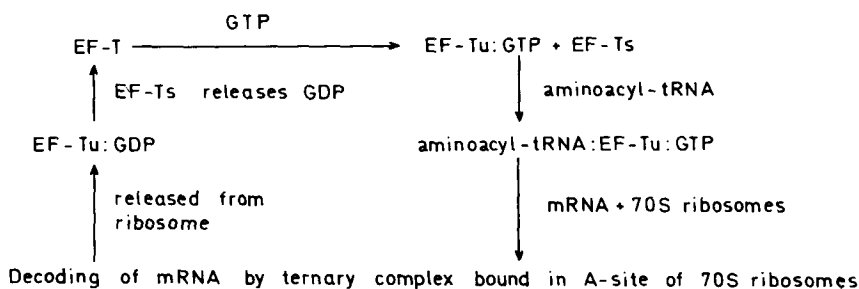 GTP
EF-T
EF-Tu:GTP + EF-Ts
EF-Ts releases GDP
aminoacyl-tRNA
EF-Tu:GDP
aminoacyl-tRNA:EF-Tu:GTP
released from
ribosome
mRNA + 70S ribosomes
Decoding of mRNA by ternary complex bound in A-site of 70S ribosomes